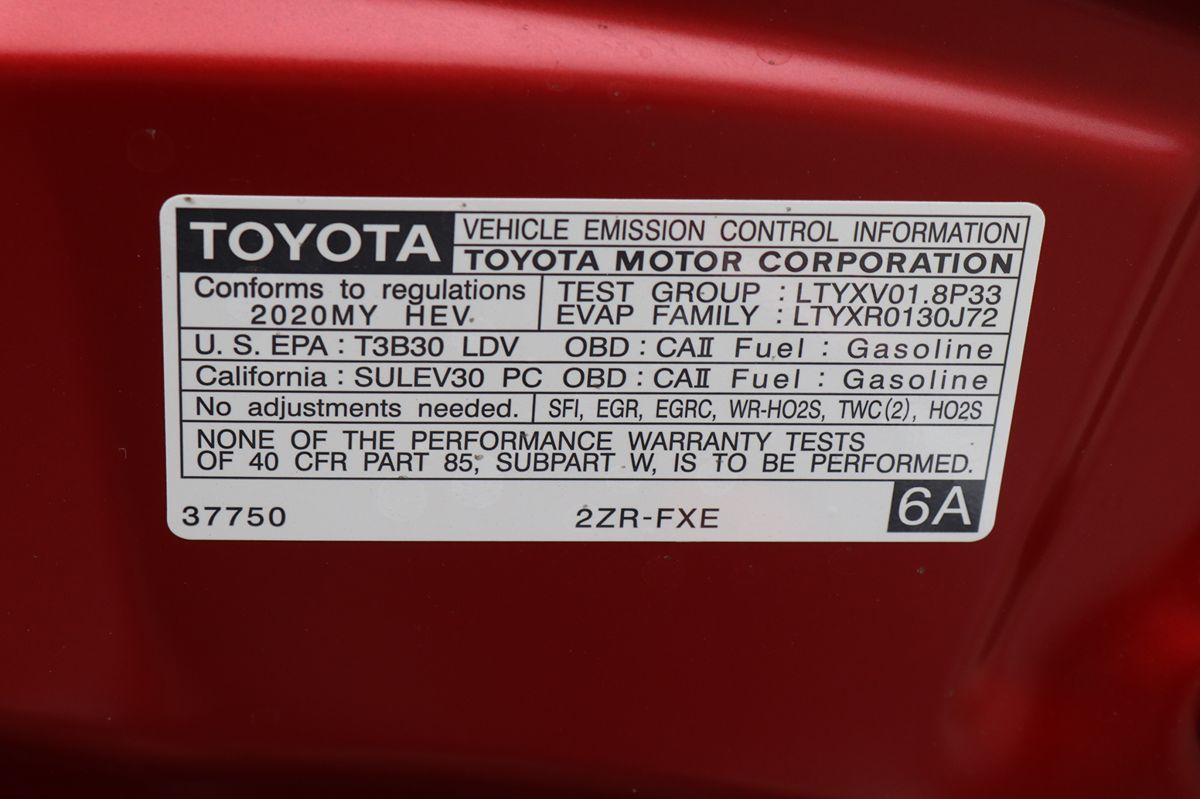 TOYOTA
VEHICLE EMISSION CONTROL INFORMATION
TOYOTA MOTOR CORPORATION
Conforms to regulations
2020MY HEV.
TEST GROUP : LTYXV01.8P33
EVAP FAMILY : LTYXR0130J72
U.S. EPA : T3B30 LDV OBD : CAⅡ Fuel : Gasoline
California : SULEV30 PC OBD : CAⅡ Fuel : Gasoline
No adjustments needed. SFI, EGR, EGRC, WR-HO2S, TWC(2), HO2S
NONE OF THE PERFORMANCE WARRANTY TESTS
OF 40 CFR PART 85, SUBPART W, IS TO BE PERFORMED.
37750 2ZR-FXE 6A